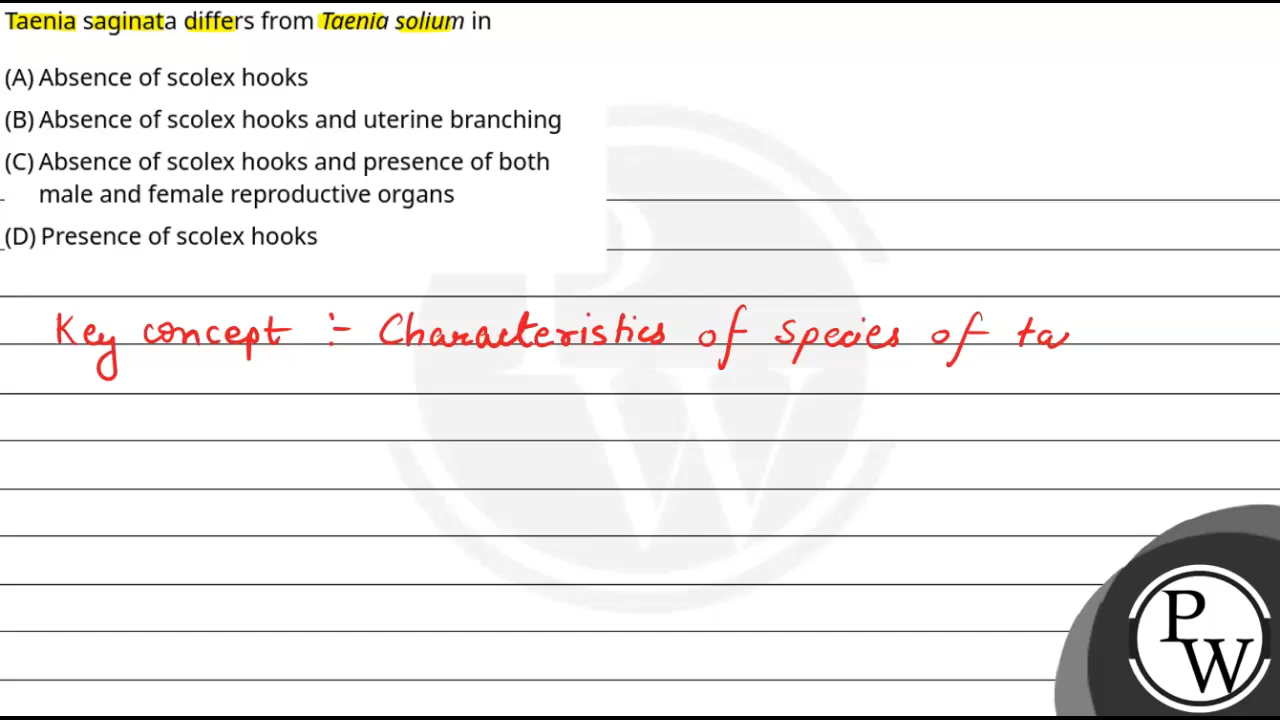 Taenia saginata differs from Taenia solium in
(A) Absence of scolex hooks
(B) Absence of scolex hooks and uterine branching
(C) Absence of scolex hooks and presence of both
male and female reproductive organs
(D) Presence of scolex hooks
Key concept :- Characteristics of species of ta
P
W
P
W